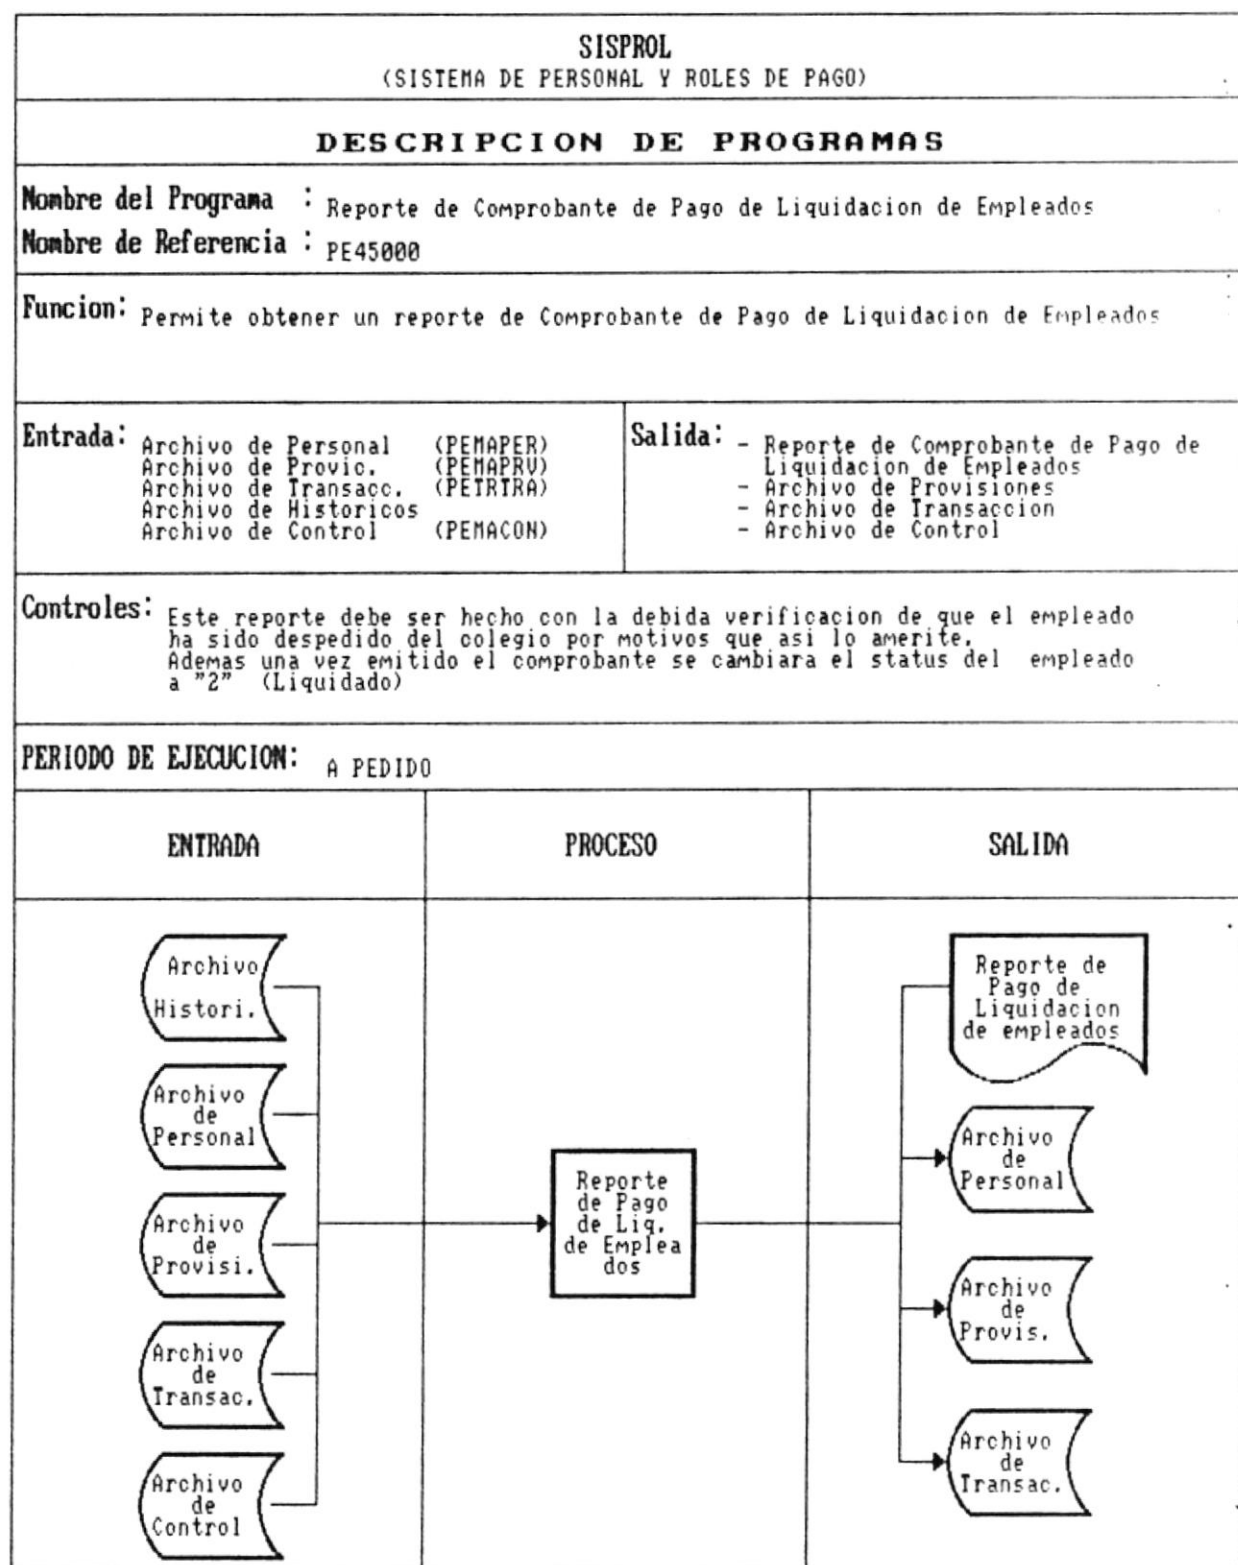 SISPROL
(SISTEMA DE PERSONAL Y ROLES DE PAGO)
DESCRIPCION DE PROGRAMAS
Nombre del Programa : Reporte de Comprobante de Pago de Liquidacion de Empleados
Nombre de Referencia : PE45000
Funcion: Permite obtener un reporte de Comprobante de Pago de Liquidacion de Empleados
Entrada: Archivo de Personal (PEMAPER)
Archivo de Provic. (PEMAPRV)
Archivo de Transacc. (PETRTRA)
Archivo de Historicos
Archivo de Control (PEMACON)
Salida: - Reporte de Comprobante de Pago de
Liquidacion de Empleados
- Archivo de Provisiones
- Archivo de Transaccion
- Archivo de Control
Controles: Este reporte debe ser hecho con la debida verificacion de que el empleado
ha sido despedido del colegio por motivos que asi lo amerite.
Ademas una vez emitido el comprobante se cambiara el status del empleado
a "2" (Liquidado)
PERIODO DE EJECUCION: A PEDIDO
ENTRADA
PROCESO
SALIDA
Archivo
Histori.
Archivo
de
Personal
Archivo
de
Provisi.
Archivo
de
Transac.
Archivo
de
Control
Reporte
de Pago
de Liq.
de Emplea
dos
Reporte de
Pago de
Liquidacion
de empleados
Archivo
de
Personal
Archivo
de
Provis.
Archivo
de
Transac.